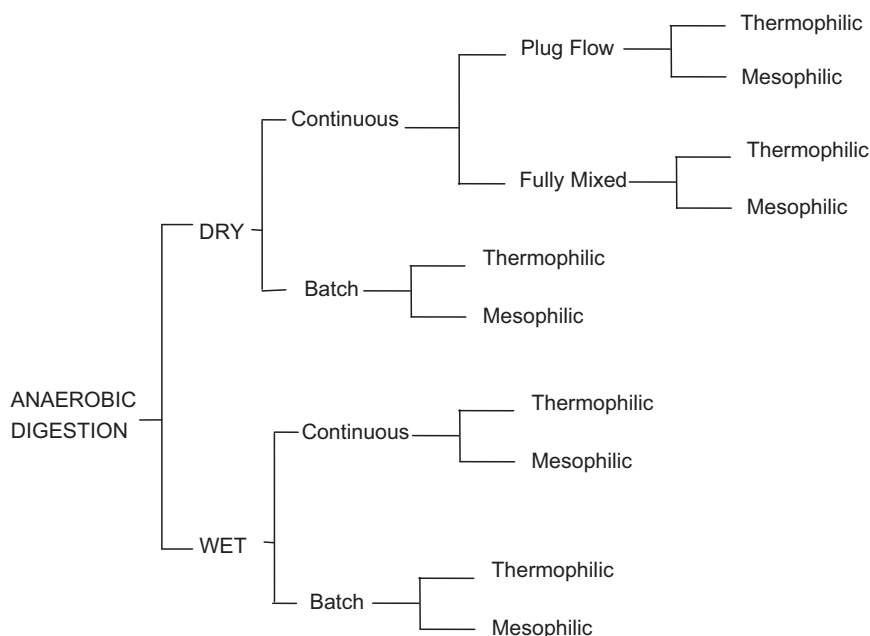 Thermophilic
Plug Flow
Mesophilic
Continuous
Thermophilic
Fully Mixed
Mesophilic
DRY
Thermophilic
Batch
Mesophilic
ANAEROBIC
DIGESTION
Thermophilic
Continuous
Mesophilic
WET
Thermophilic
Batch
Mesophilic